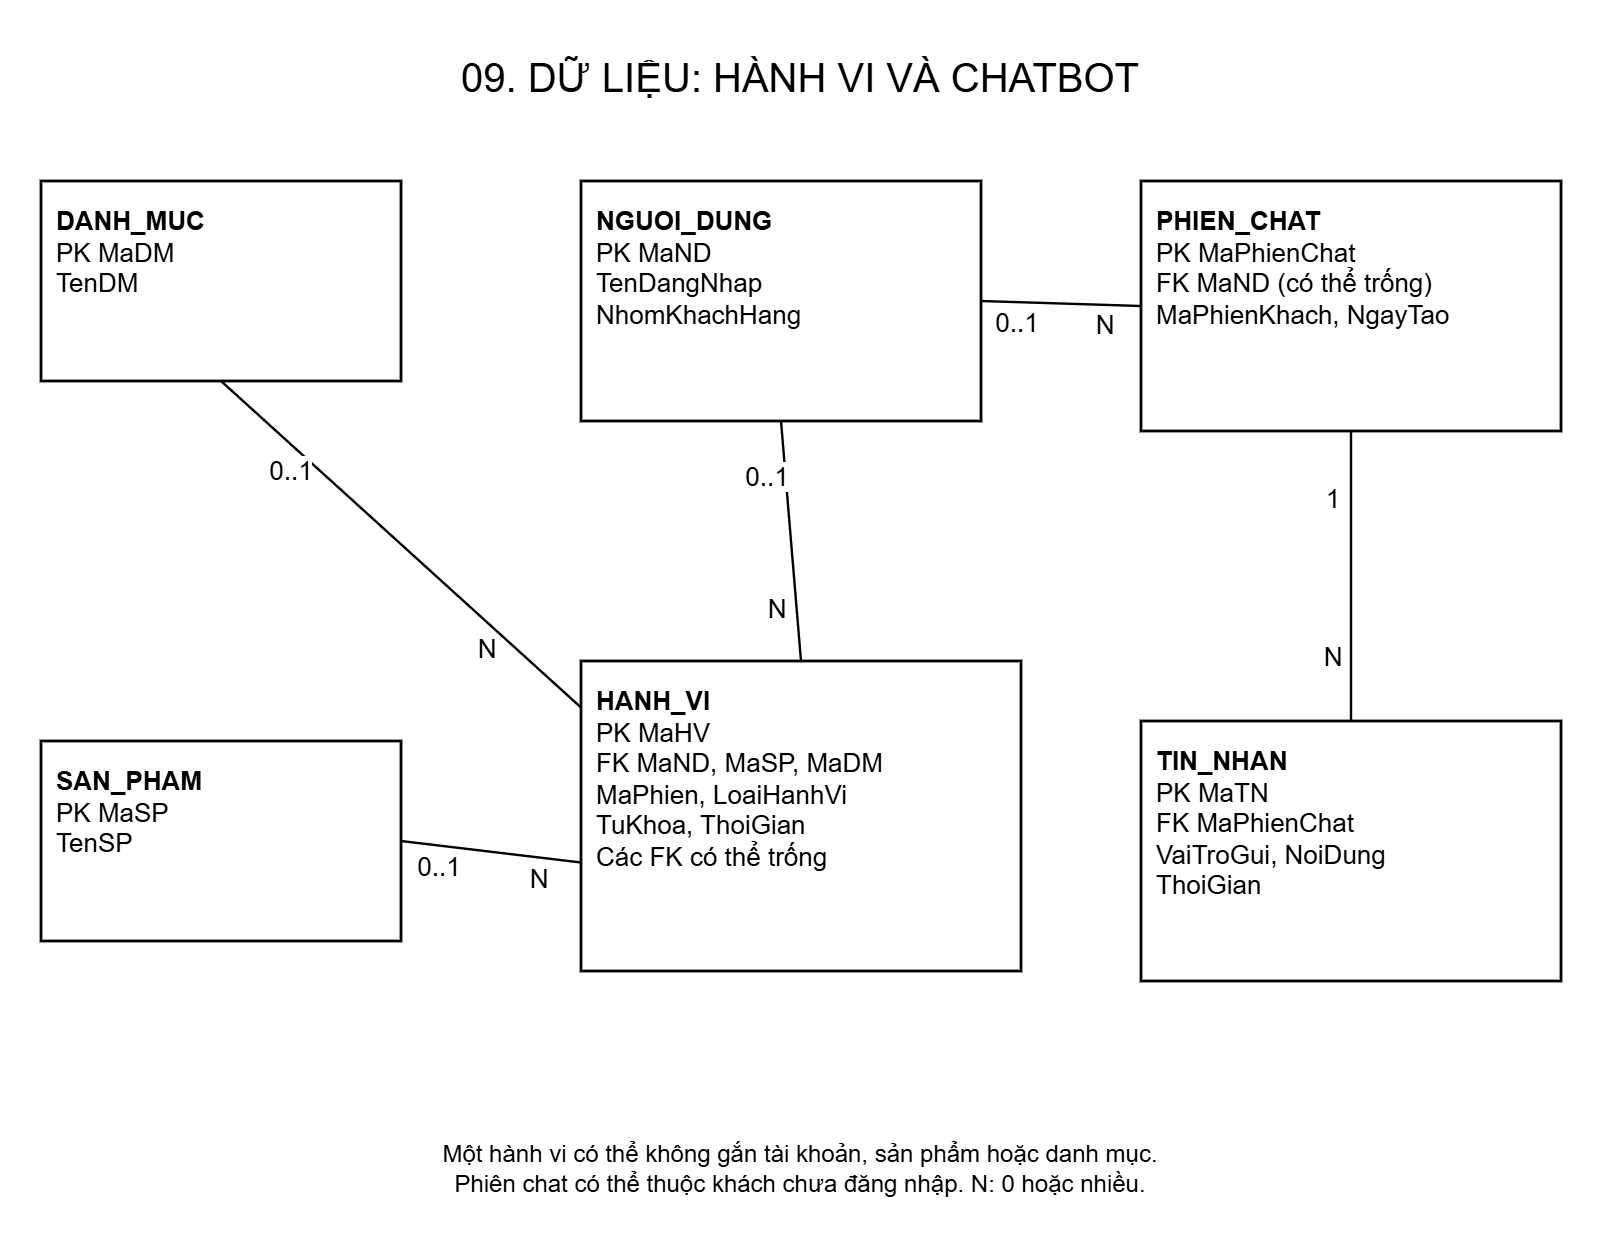 09. DỮ LIỆU: HÀNH VI VÀ CHATBOT
DANH_MUC
PK MaDM
TenDM
NGUOI_DUNG
PK MaND
TenDangNhap
NhomKhachHang
PHIEN_CHAT
PK MaPhienChat
FK MaND (có thể trống)
MaPhienKhach, NgayTao
0..1
N
0..1
0..1
1
N
N
N
SAN_PHAM
PK MaSP
TenSP
0..1
N
HANH_VI
PK MaHV
FK MaND, MaSP, MaDM
MaPhien, LoaiHanhVi
TuKhoa, ThoiGian
Các FK có thể trống
TIN_NHAN
PK MaTN
FK MaPhienChat
VaiTroGui, NoiDung
ThoiGian
Một hành vi có thể không gắn tài khoản, sản phẩm hoặc danh mục.
Phiên chat có thể thuộc khách chưa đăng nhập. N: 0 hoặc nhiều.